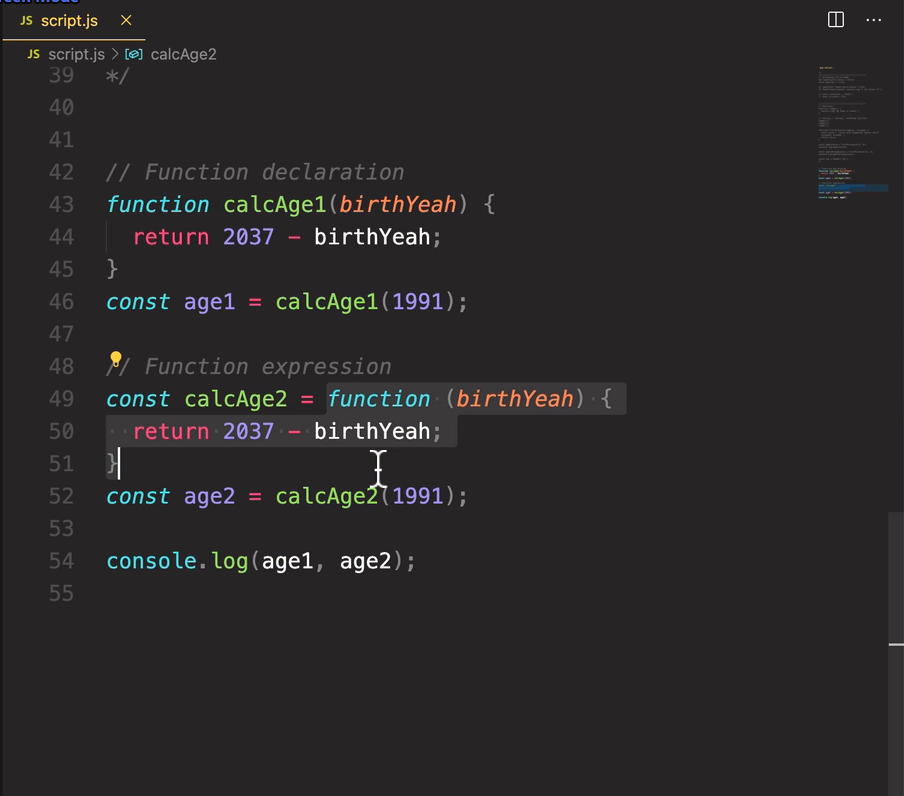 JS script.js
JS script.js > calcAge2
39 */
40
41
42 // Function declaration
43 function calcAge1(birthYeah) {
44 return 2037 – birthYeah;
45 }
46 const age1 = calcAge1(1991);
47
48 // Function expression
49 const calcAge2 = function (birthYeah) {
50 return 2037 – birthYeah;
51 }
52 const age2 = calcAge2(1991);
53
54 console.log(age1, age2);
55